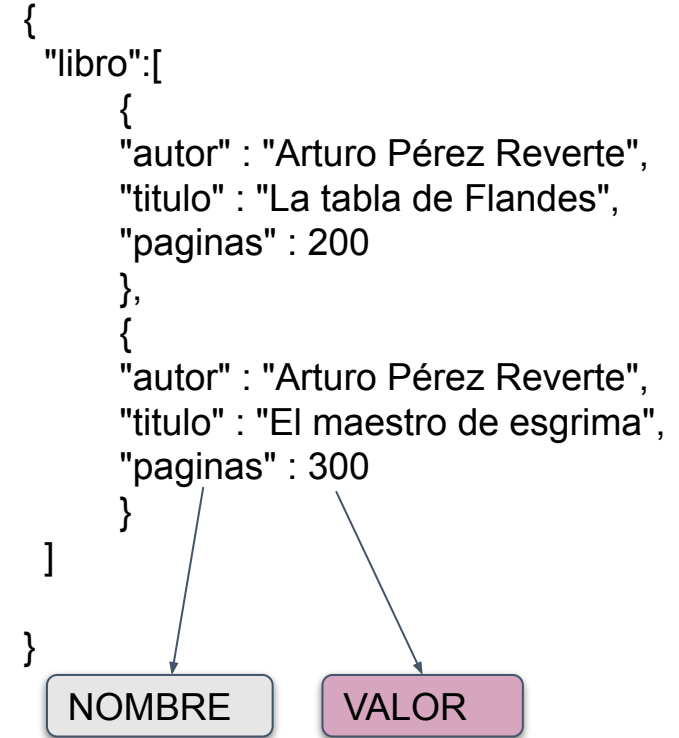 {
"libro":[
{
"autor" : "Arturo Pérez Reverte",
"titulo" : "La tabla de Flandes",
"paginas" : 200
},
{
"autor" : "Arturo Pérez Reverte",
"titulo" : "El maestro de esgrima",
"paginas" : 300
}
]
}
NOMBRE VALOR